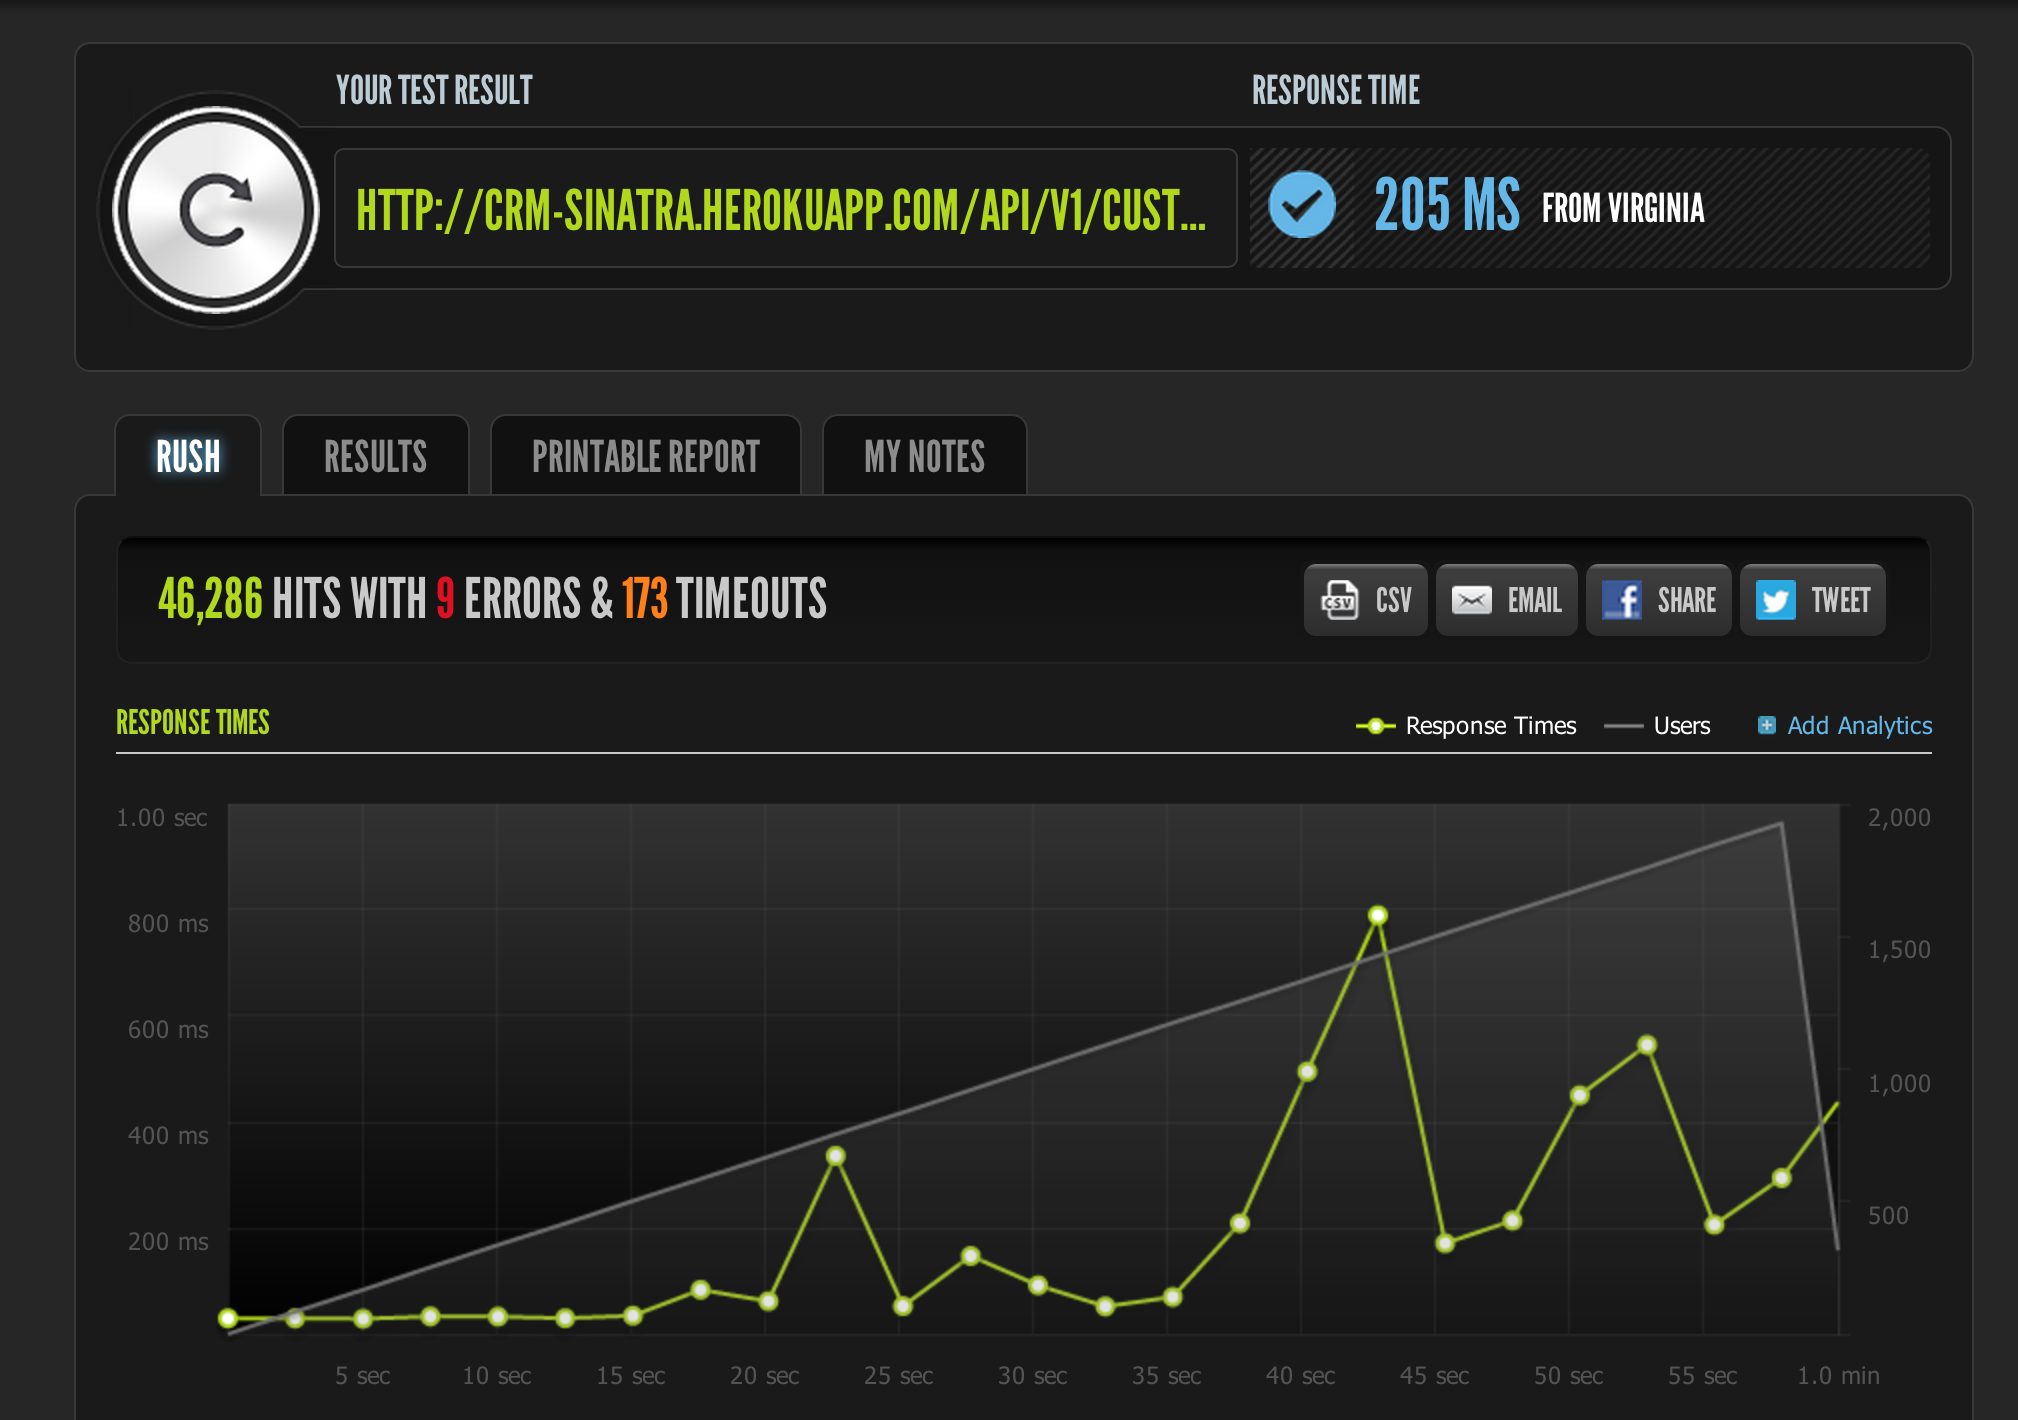 YOUR TEST RESULT
RESPONSE TIME
HTTP://CRM-SINATRA.HEROKUAPP.COM/API/V1/CUST...
205 MS FROM VIRGINIA
RUSH
RESULTS
PRINTABLE REPORT
MY NOTES
46,286 HITS WITH 9 ERRORS & 173 TIMEOUTS
CSV
CSV
EMAIL
SHARE
TWEET
RESPONSE TIMES
Response Times
Users
Add Analytics
1.00 sec
800 ms
600 ms
400 ms
200 ms
2,000
1,500
1,000
500
5 sec
10 sec
15 sec
20 sec
25 sec
30 sec
35 sec
40 sec
45 sec
50 sec
55 sec
1.0 min